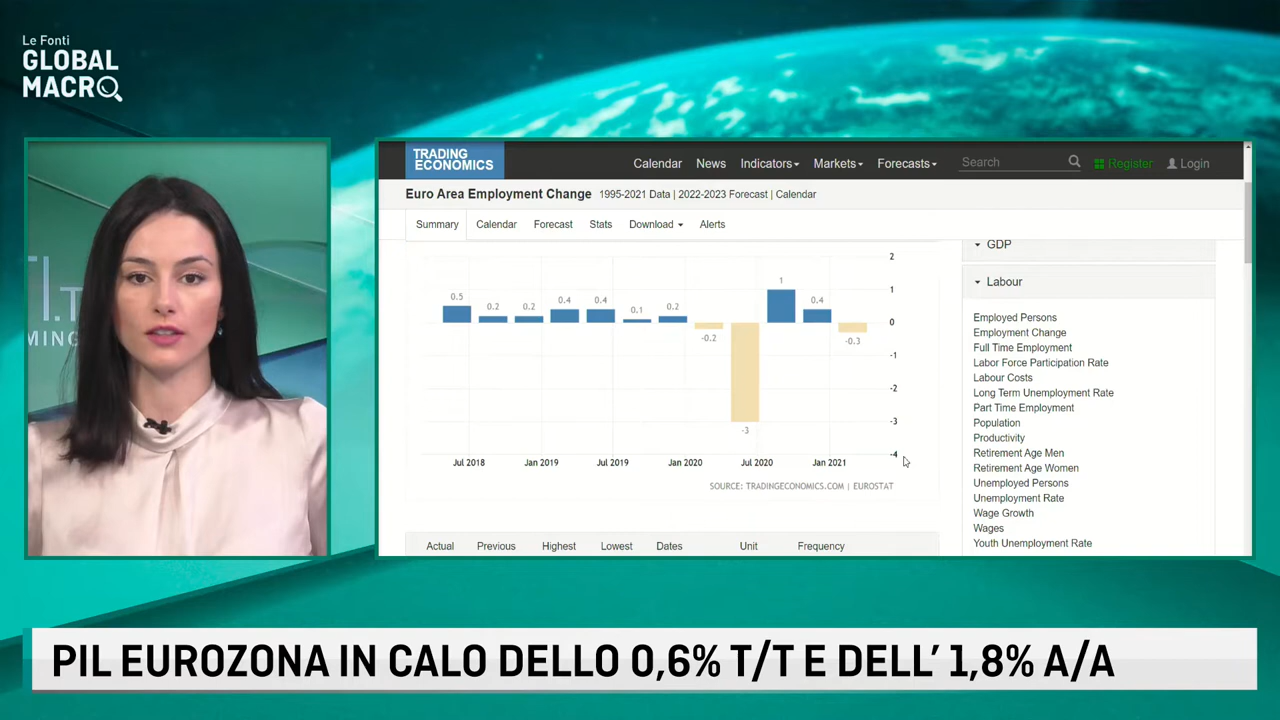 Le Fonti
GLOBAL
MACRO
TRADING
ECONOMICS
Calendar News Indicators Markets Forecasts Search Register Login
Euro Area Employment Change 1995-2021 Data | 2022-2023 Forecast | Calendar
Summary Calendar Forecast Stats Download Alerts
GDP
Labour
Employed Persons
Employment Change
Full Time Employment
Labor Force Participation Rate
Labour Costs
Long Term Unemployment Rate
Part Time Employment
Population
Productivity
Retirement Age Men
Retirement Age Women
Unemployed Persons
Unemployment Rate
Wage Growth
Wages
Youth Unemployment Rate
0.5 0.2 0.2 0.4 0.4 0.1 0.2 -0.2 -3 1 0.4 -0.3
2
1
0
-1
-2
-3
-4
Jul 2018 Jan 2019 Jul 2019 Jan 2020 Jul 2020 Jan 2021
SOURCE: TRADINGECONOMICS.COM | EUROSTAT
Actual Previous Highest Lowest Dates Unit Frequency
MING
PIL EUROZONA IN CALO DELLO 0,6% T/T E DELL' 1,8% A/A